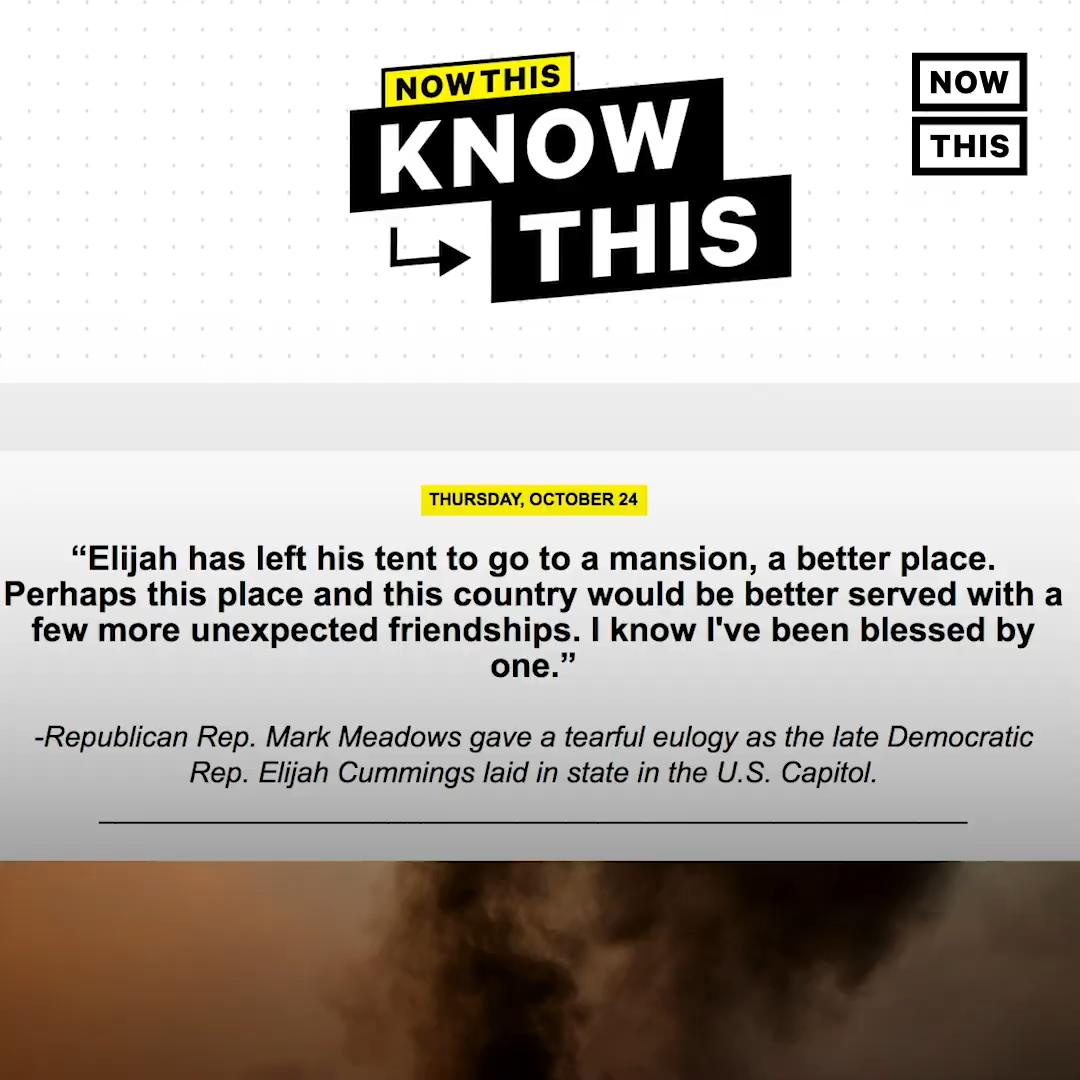 NOW THIS
KNOW
THIS
NOW
THIS
THURSDAY, OCTOBER 24
“Elijah has left his tent to go to a mansion, a better place.
Perhaps this place and this country would be better served with a
few more unexpected friendships. I know I've been blessed by
one.”
-Republican Rep. Mark Meadows gave a tearful eulogy as the late Democratic
Rep. Elijah Cummings laid in state in the U.S. Capitol.